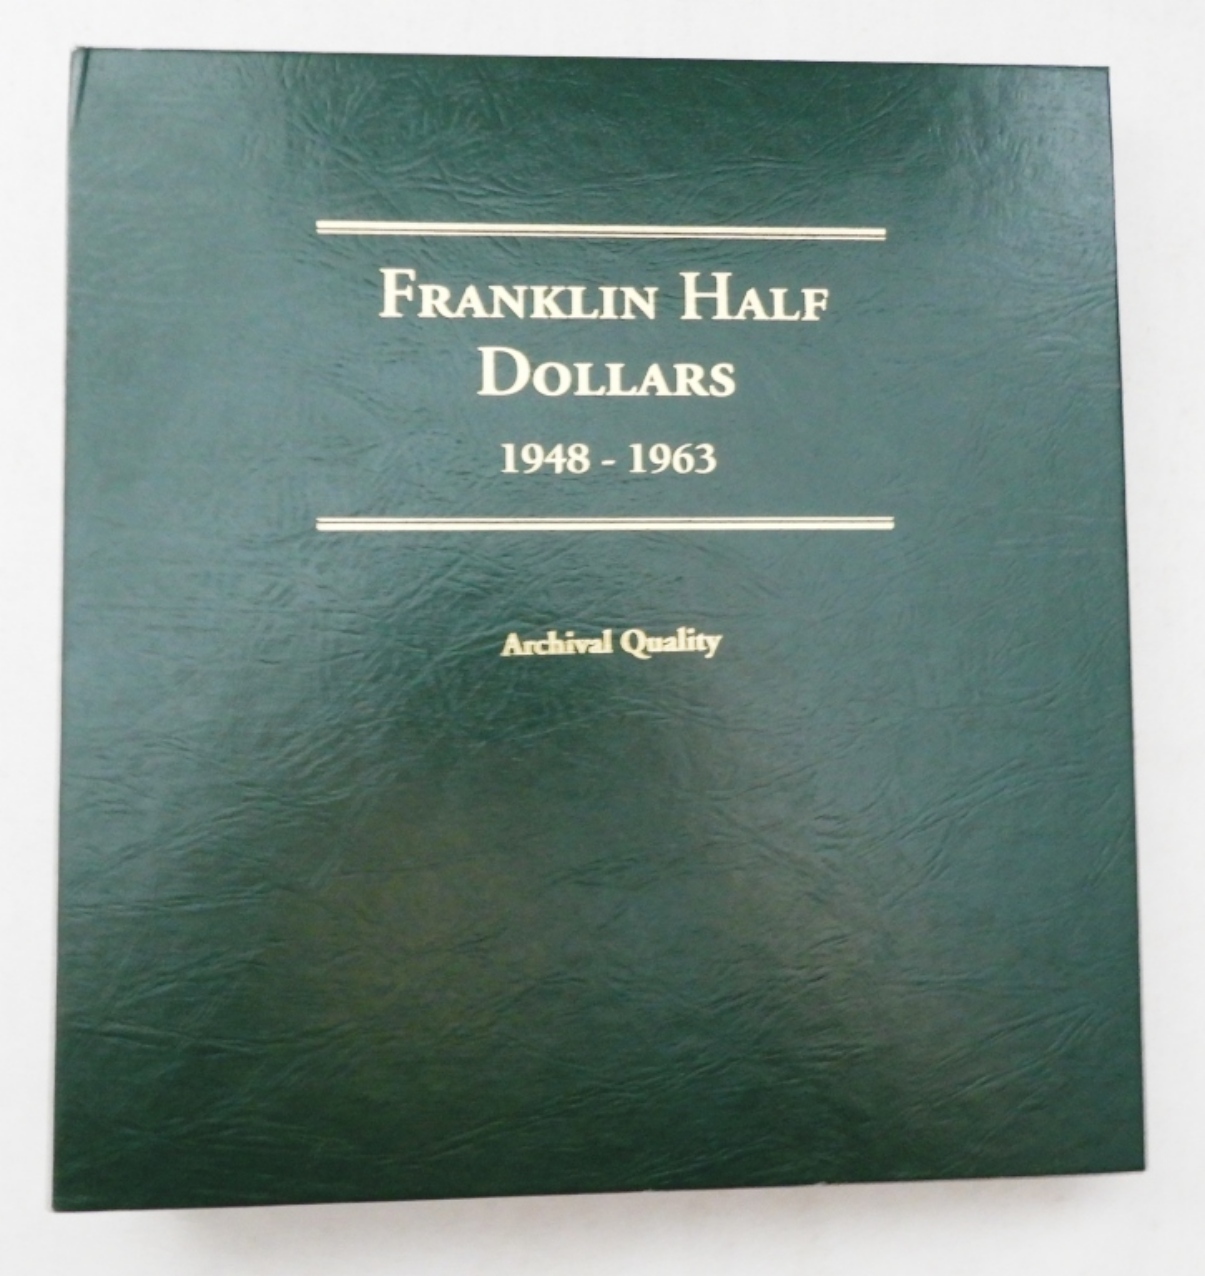 Franklin Half
Dollars
1948 - 1963
Archival Quality